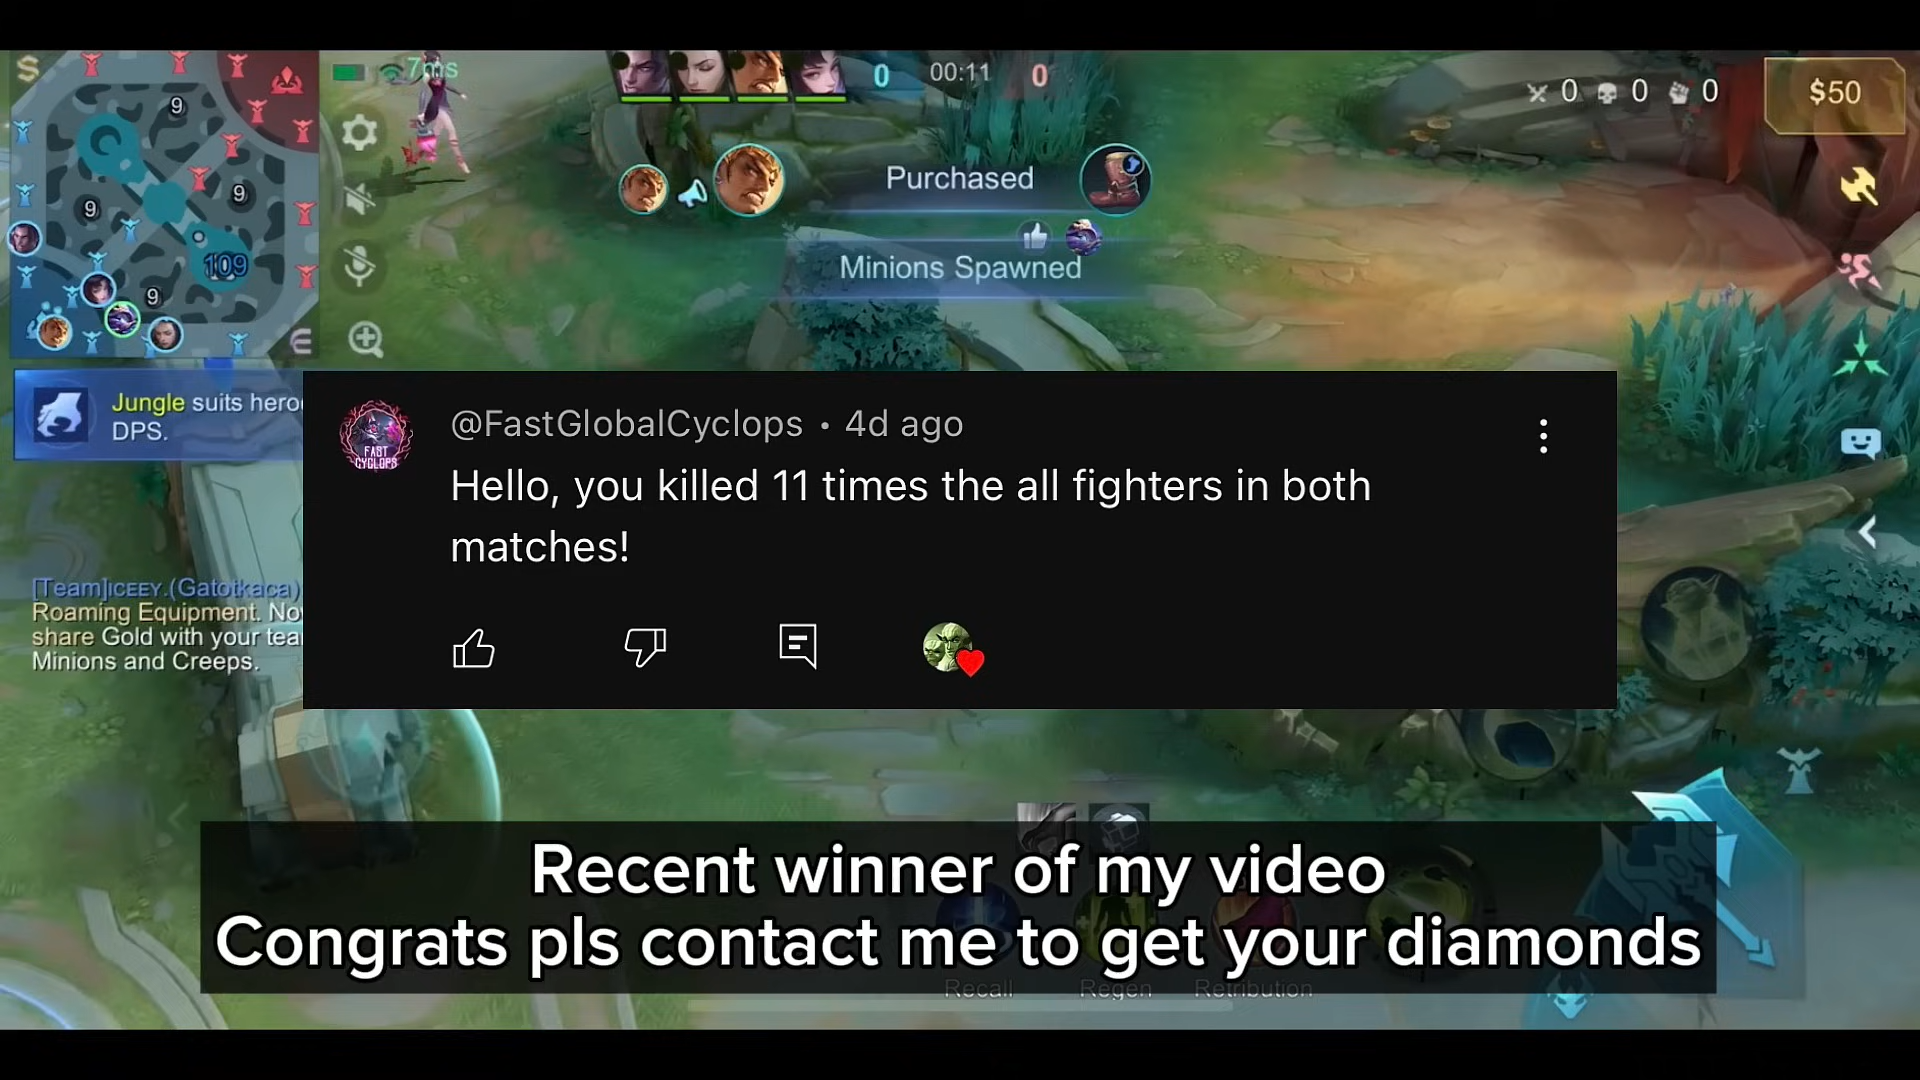 7ms
0 00:11 0
0 0 0
$50
9
9
9
109
9
Purchased
Minions Spawned
Jungle suits hero
DPS.
@FastGlobalCyclops • 4d ago
FAST
CYCLOPS
Hello, you killed 11 times the all fighters in both
matches!
[Team]ICEEY.(Gatotkaca)
Roaming Equipment. No
share Gold with your tea
Minions and Creeps.
Recent winner of my video
Congrats pls contact me to get your diamonds
Recall Regen Retribution